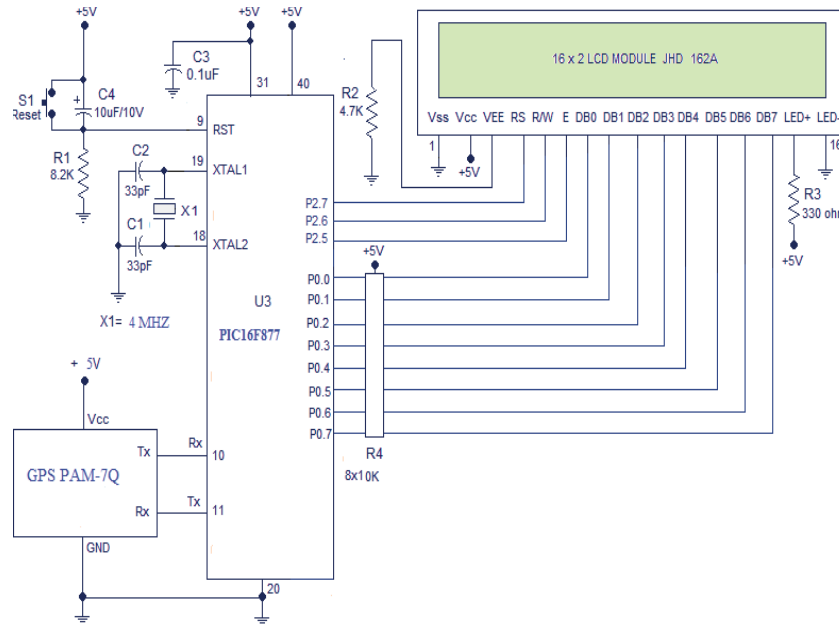 +5V
+5V
+5V
C3
0.1uF
31
40
S1
Reset
C4
+
10uF/10V
9
RST
R1
8.2K
C2
33pF
19
XTAL1
X1
C1
33pF
18
XTAL2
X1= 4 MHZ
U3
PIC16F877
R2
4.7K
16 x 2 LCD MODULE JHD 162A
Vss Vcc VEE RS R/W E DB0 DB1 DB2 DB3 DB4 DB5 DB6 DB7 LED+ LED-
1
16
+5V
R3
330 ohm
+5V
P2.7
P2.6
P2.5
+5V
P0.0
P0.1
P0.2
P0.3
P0.4
P0.5
P0.6
P0.7
R4
8x10K
+ 5V
Vcc
GPS PAM-7Q
Tx
Rx
10
Rx
Tx
11
GND
20